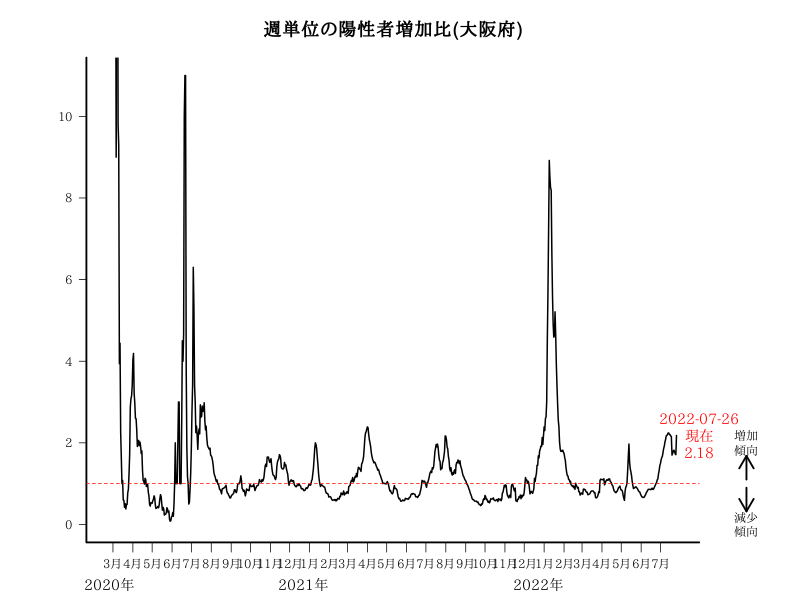 週単位の陽性者増加比(大阪府)
10
8
6
4
2
0
2022-07-26
現在
2.18
増加
傾向
減少
傾向
3月4月5月6月7月8月9月10月11月12月1月2月3月4月5月6月7月8月9月10月11月12月1月2月3月4月5月6月7月
2020年 2021年 2022年